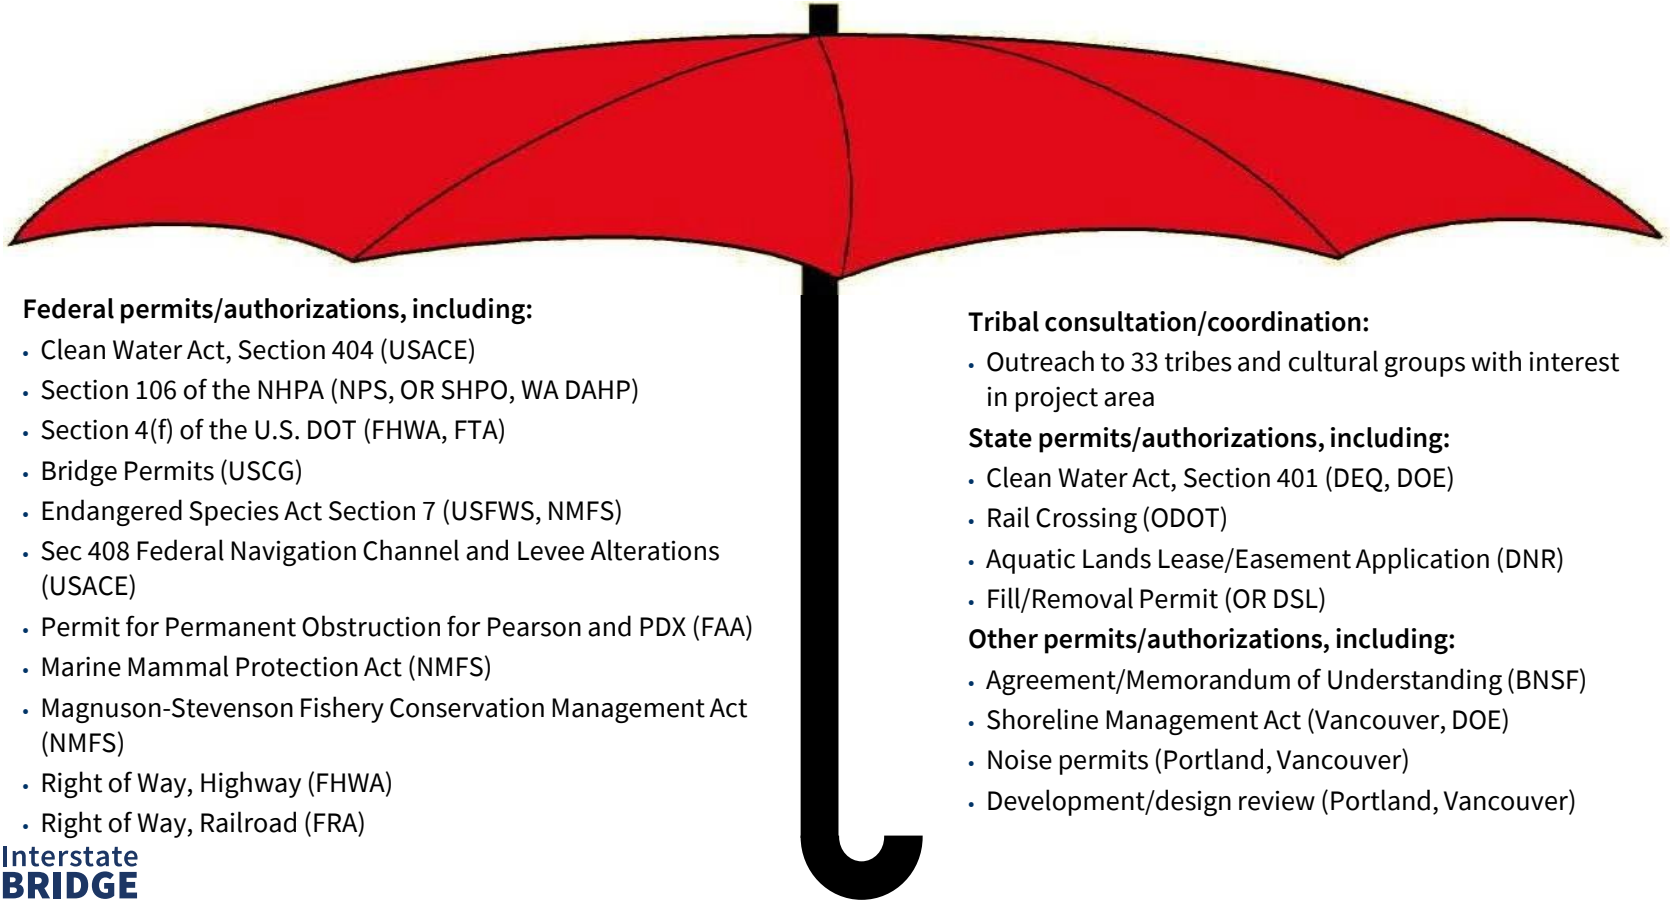 Federal permits/authorizations, including:
• Clean Water Act, Section 404 (USACE)
• Section 106 of the NHPA (NPS, OR SHPO, WA DAHP)
• Section 4(f) of the U.S. DOT (FHWA, FTA)
• Bridge Permits (USCG)
• Endangered Species Act Section 7 (USFWS, NMFS)
• Sec 408 Federal Navigation Channel and Levee Alterations
(USACE)
• Permit for Permanent Obstruction for Pearson and PDX (FAA)
• Marine Mammal Protection Act (NMFS)
• Magnuson-Stevenson Fishery Conservation Management Act
(NMFS)
• Right of Way, Highway (FHWA)
• Right of Way, Railroad (FRA)
Tribal consultation/coordination:
• Outreach to 33 tribes and cultural groups with interest
in project area
State permits/authorizations, including:
• Clean Water Act, Section 401 (DEQ, DOE)
• Rail Crossing (ODOT)
• Aquatic Lands Lease/Easement Application (DNR)
• Fill/Removal Permit (OR DSL)
Other permits/authorizations, including:
• Agreement/Memorandum of Understanding (BNSF)
• Shoreline Management Act (Vancouver, DOE)
• Noise permits (Portland, Vancouver)
• Development/design review (Portland, Vancouver)
Interstate
BRIDGE